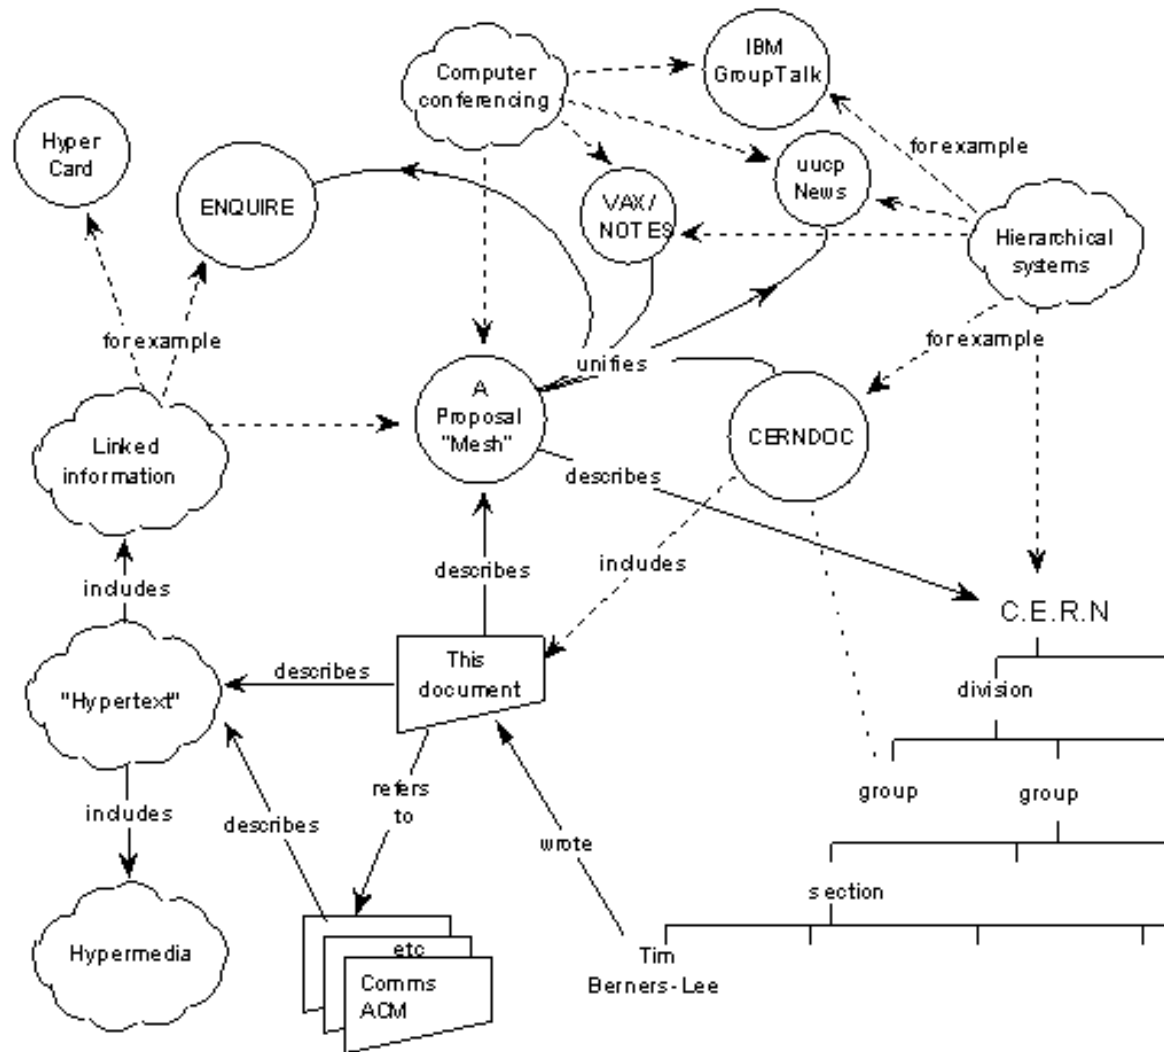 IBM
GroupTalk
Computer
conferencing
Hyper
Card
for example
uucp
News
ENQUIRE
VAX/
NOTES
Hierarchical
systems
for example
for example
unifies
A
Proposal
"Mesh"
CERNDOC
Linked
information
describes
includes
describes
includes
C.E.R.N
This
document
describes
"Hypertext"
division
refers
to
includes
describes
group
group
wrote
section
etc
Hypermedia
Comms
ACM
Tim
Berners-Lee